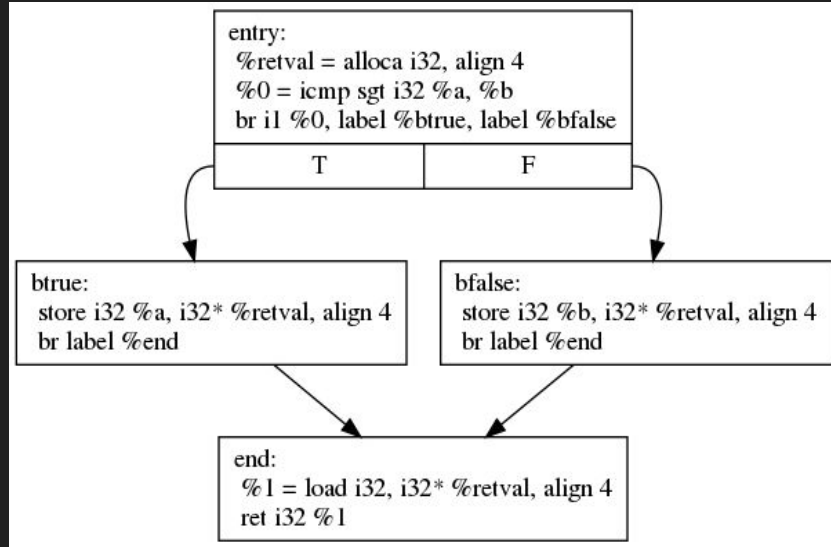 entry:
%retval = alloca i32, align 4
%0 = icmp sgt i32 %a, %b
br i1 %0, label %btrue, label %bfalse
T
F
btrue:
store i32 %a, i32* %retval, align 4
br label %end
bfalse:
store i32 %b, i32* %retval, align 4
br label %end
end:
%1 = load i32, i32* %retval, align 4
ret i32 %1